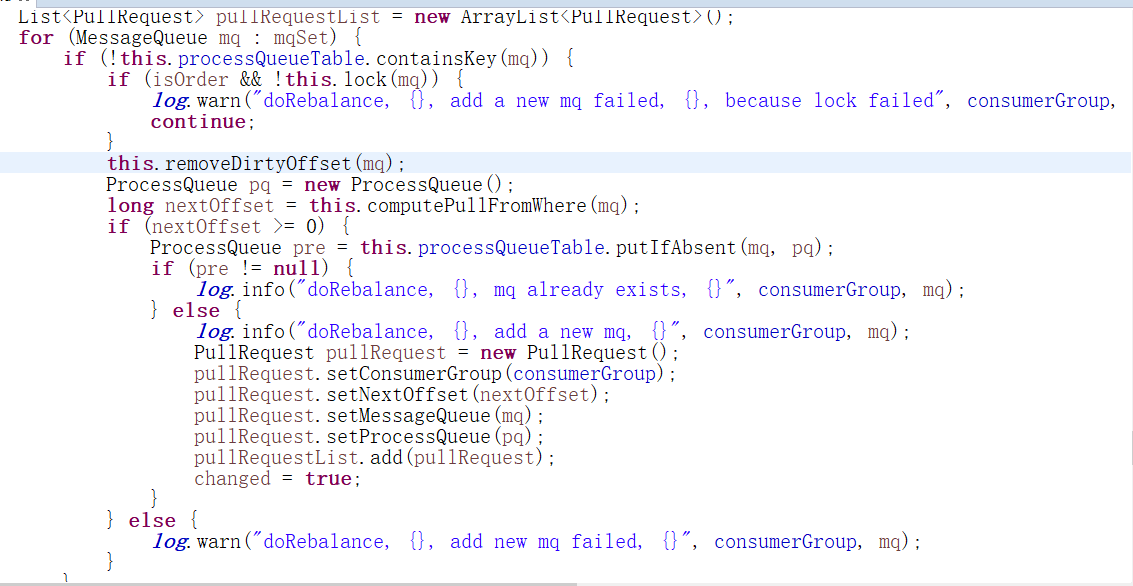 List<PullRequest> pullRequestList = new ArrayList<PullRequest>();
for (MessageQueue mq : mqSet) {
    if (!this.processQueueTable.containsKey(mq)) {
        if (isOrder && !this.lock(mq)) {
            log.warn("doRebalance, {}, add a new mq failed, {}, because lock failed", consumerGroup,
            continue;
        }
        this.removeDirtyOffset(mq);
        ProcessQueue pq = new ProcessQueue();
        long nextOffset = this.computePullFromWhere(mq);
        if (nextOffset >= 0) {
            ProcessQueue pre = this.processQueueTable.putIfAbsent(mq, pq);
            if (pre != null) {
                log.info("doRebalance, {}, mq already exists, {}", consumerGroup, mq);
            } else {
                log.info("doRebalance, {}, add a new mq, {}", consumerGroup, mq);
                PullRequest pullRequest = new PullRequest();
                pullRequest.setConsumerGroup(consumerGroup);
                pullRequest.setNextOffset(nextOffset);
                pullRequest.setMessageQueue(mq);
                pullRequest.setProcessQueue(pq);
                pullRequestList.add(pullRequest);
                changed = true;
            }
        } else {
            log.warn("doRebalance, {}, add new mq failed, {}", consumerGroup, mq);
        }
    }